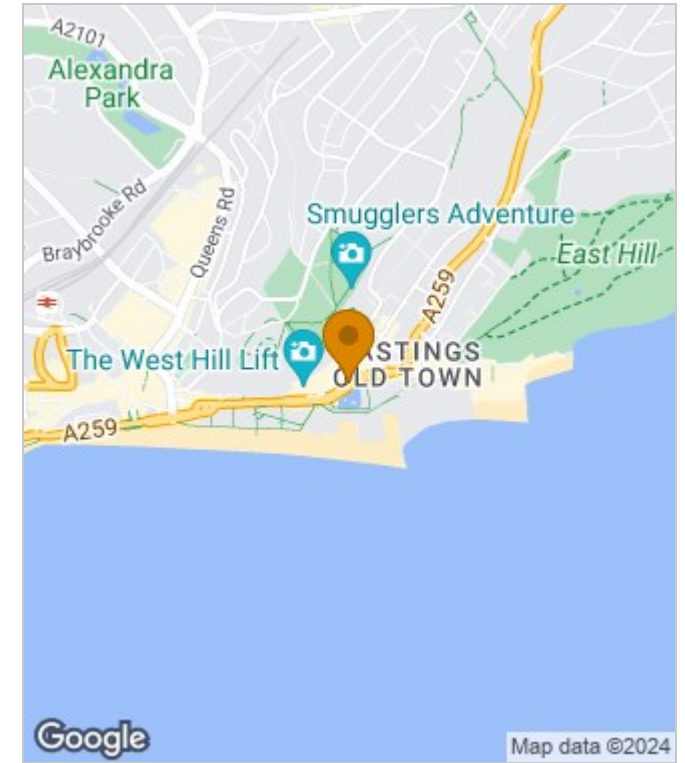 A2101
Alexandra
Park
Braybrooke Rd
Queens Rd
Smugglers Adventure
East Hill
A259
The West Hill Lift
ASTINGS
OLD TOWN
A259
Google
Map data ©2024